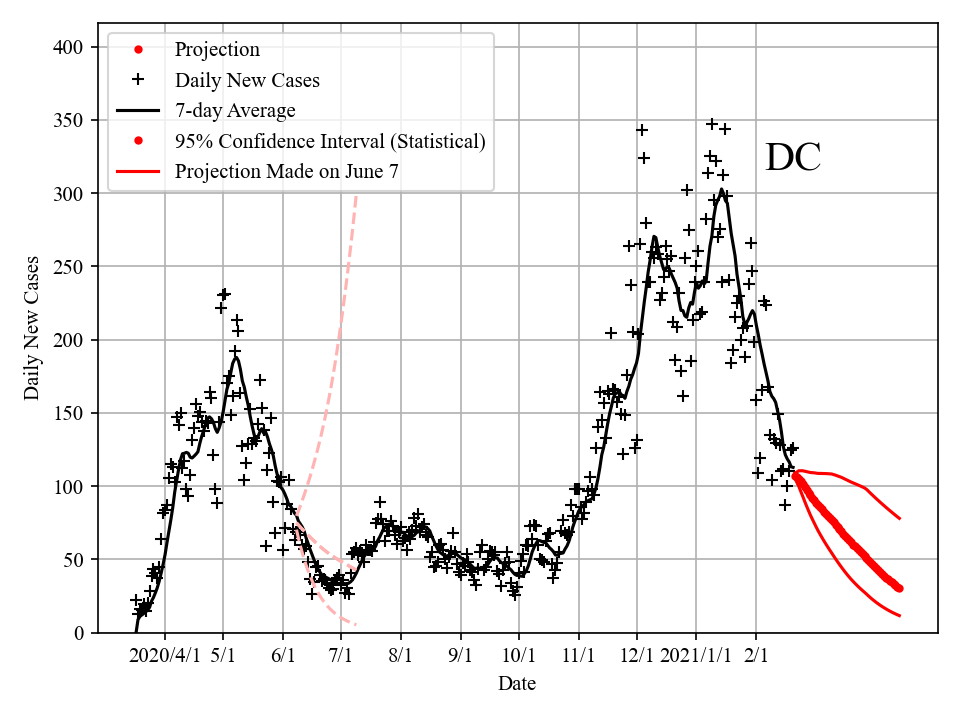 400
350
300
250
200
150
100
50
0
Daily New Cases
Projection
Daily New Cases
7-day Average
95% Confidence Interval (Statistical)
Projection Made on June 7
DC
2020/4/1 5/1 6/1 7/1 8/1 9/1 10/1 11/1 12/1 2021/1/1 2/1
Date